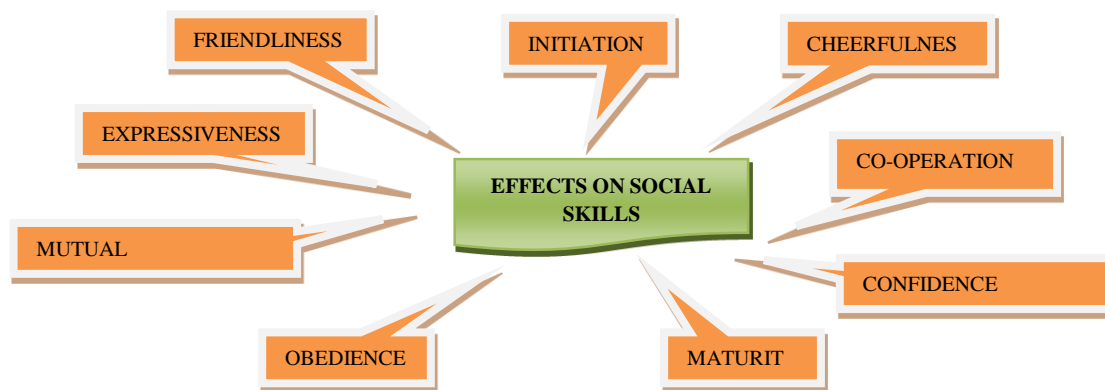 FRIENDLINESS
INITIATION
CHEERFULNES
EXPRESSIVENESS
CO-OPERATION
EFFECTS ON SOCIAL
SKILLS
MUTUAL
CONFIDENCE
OBEDIENCE
MATURIT